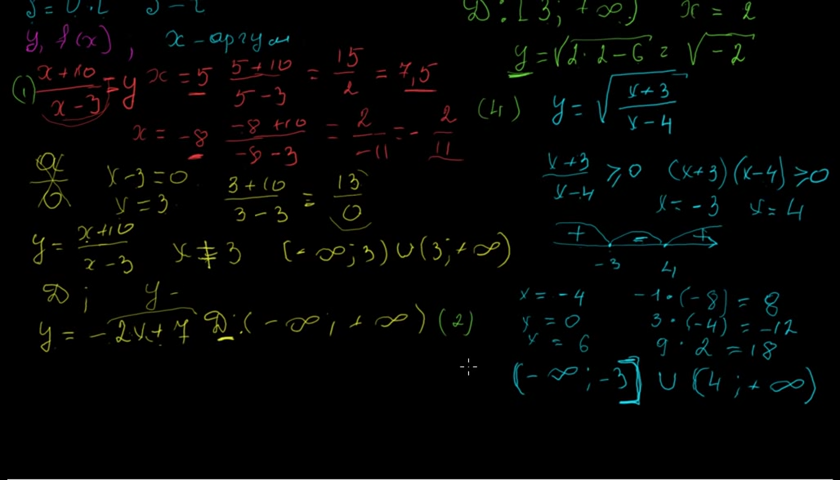 y, f(x), x - аргум
(1) x+10 / x-3 = y x = 5 5+10 / 5-3 = 15/2 = 7,5
x = -8 -8+10 / -8-3 = 2/-11 = -2/11
a/0 x-3=0 x=3 3+10 / 3-3 = 13/0
y = x+10 / x-3 x ≠ 3 (-∞; 3) ∪ (3; +∞)
D; y -
y = -2x+7 D: (-∞; +∞) (2)
D: [3; +∞) x = 2
y = √(2·2-6) = √(-2)
(4) y = √(x+3 / x-4)
x+3 / x-4 ≥ 0 (x+3)(x-4) ≥ 0
x = -3 x = 4
+ - +
-3 4
x = -4 -1·(-8) = 8
x = 0 3·(-4) = -12
x = 6 9·2 = 18
(-∞; -3] ∪ (4; +∞)